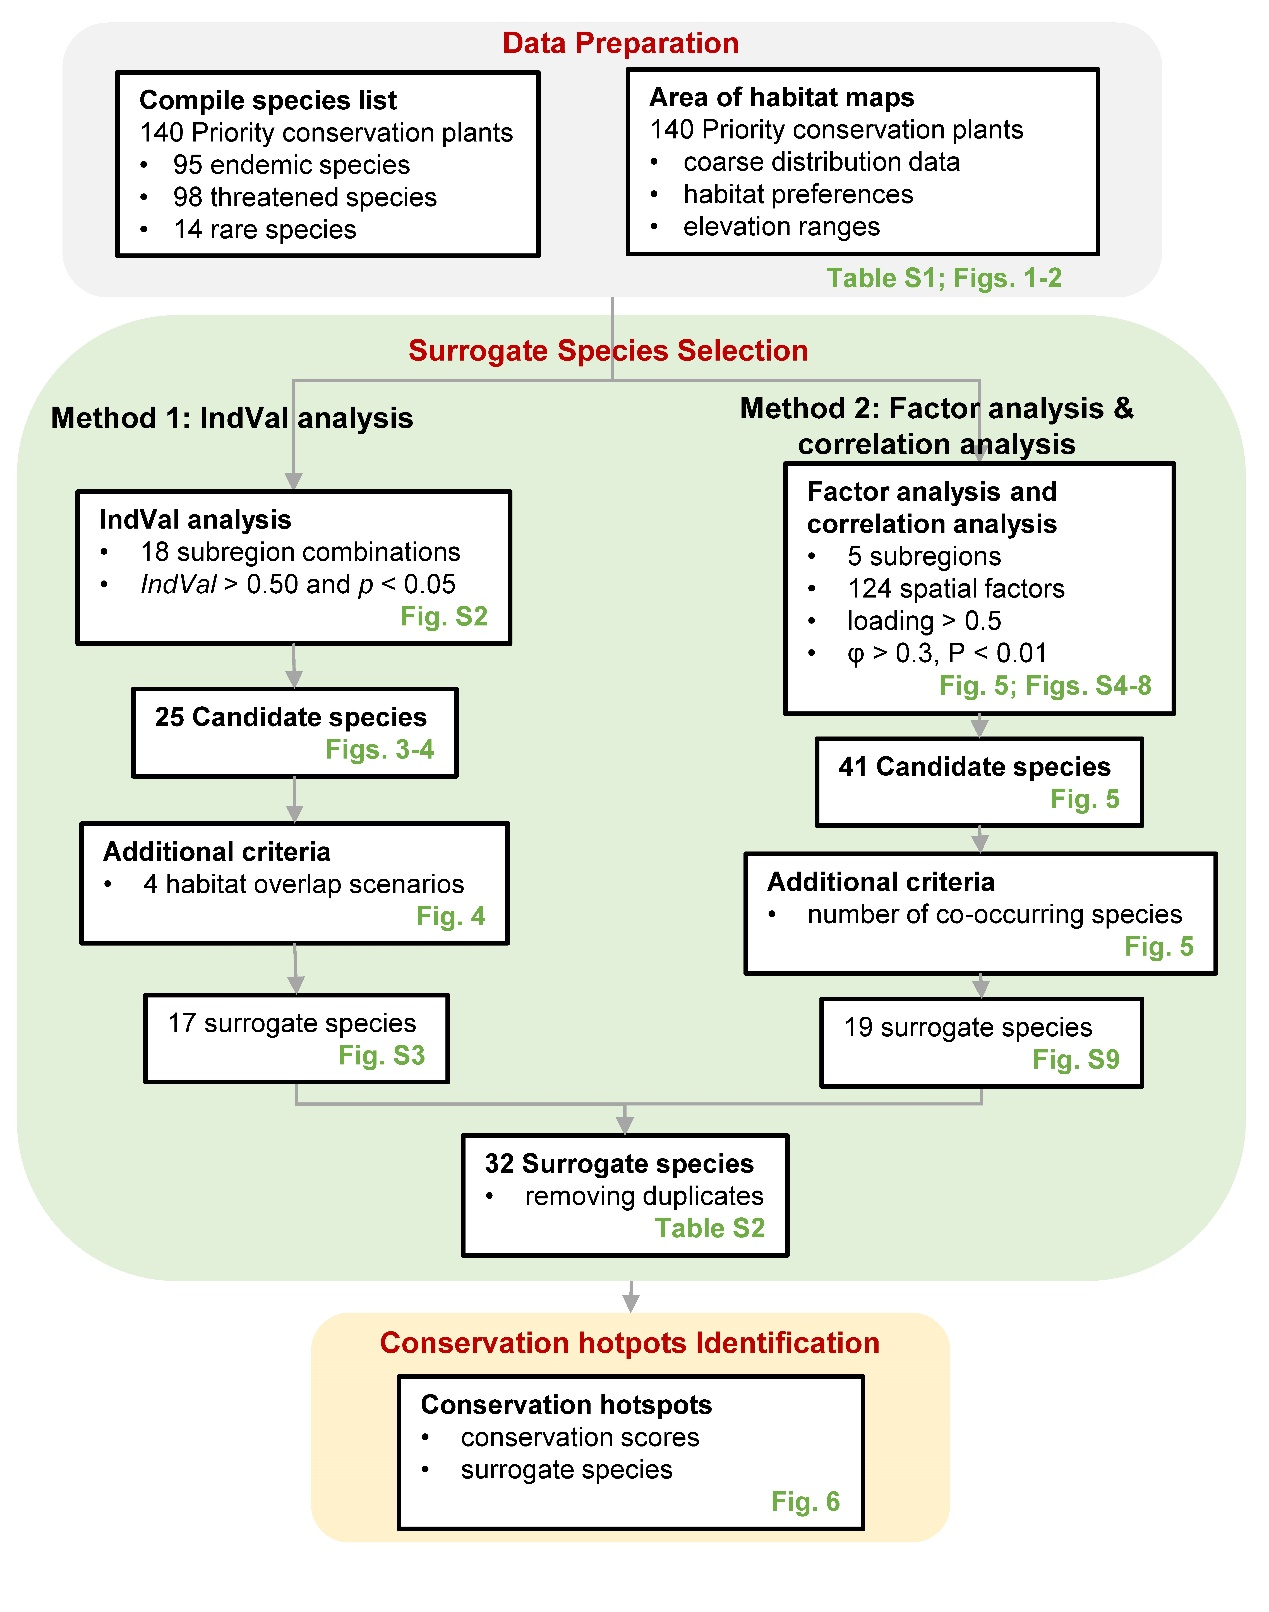 Data Preparation
Compile species list
140 Priority conservation plants
• 95 endemic species
• 98 threatened species
• 14 rare species
Area of habitat maps
140 Priority conservation plants
• coarse distribution data
• habitat preferences
• elevation ranges
Table S1; Figs. 1-2
Surrogate Species Selection
Method 1: IndVal analysis
IndVal analysis
• 18 subregion combinations
• IndVal > 0.50 and p < 0.05
Fig. S2
25 Candidate species
Figs. 3-4
Additional criteria
• 4 habitat overlap scenarios
Fig. 4
17 surrogate species
Fig. S3
Method 2: Factor analysis &
correlation analysis
Factor analysis and
correlation analysis
• 5 subregions
• 124 spatial factors
• loading > 0.5
• φ > 0.3, P < 0.01
Fig. 5; Figs. S4-8
41 Candidate species
Fig. 5
Additional criteria
• number of co-occurring species
Fig. 5
19 surrogate species
Fig. S9
32 Surrogate species
• removing duplicates
Table S2
Conservation hotpots Identification
Conservation hotspots
• conservation scores
• surrogate species
Fig. 6